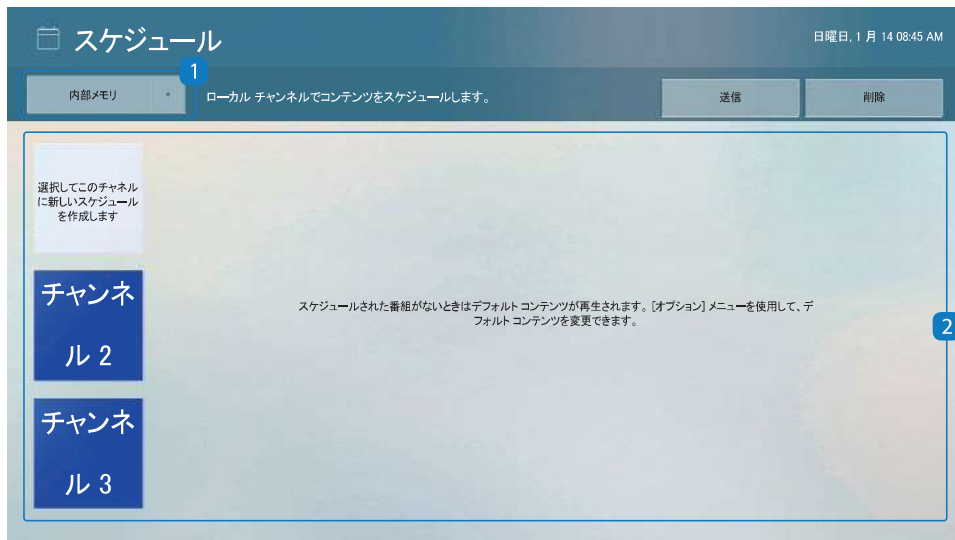 スケジュール
日曜日, 1 月 14 08:45 AM
1
内部メモリ
ローカル チャンネルでコンテンツをスケジュールします。
送信
削除
選択してこのチャネル
に新しいスケジュール
を作成します
チャンネ
ル 2
チャンネ
ル 3
スケジュールされた番組がないときはデフォルト コンテンツが再生されます。[オプション] メニューを使用して、デ
フォルト コンテンツを変更できます。
2